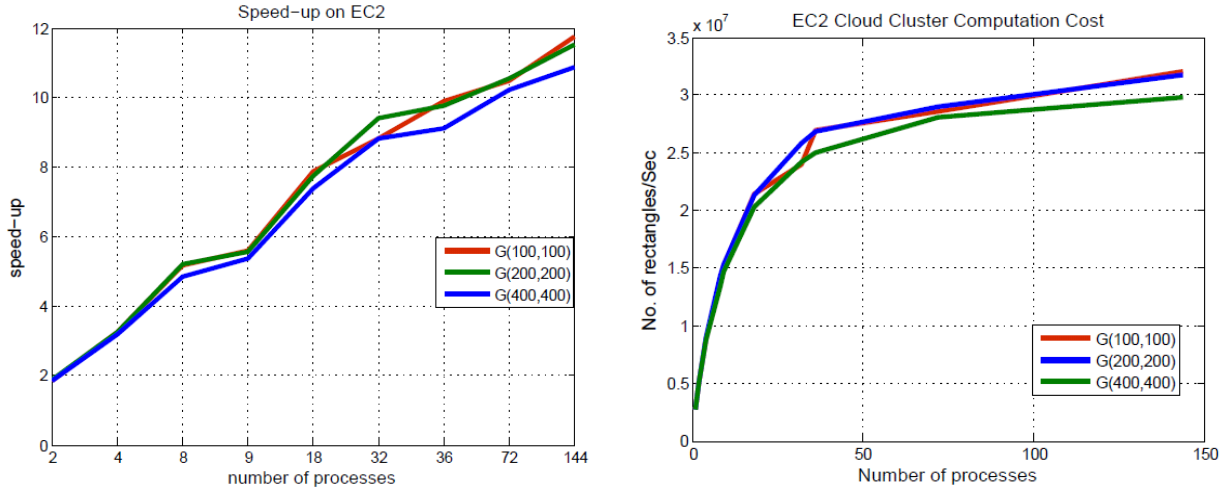 Speed-up on EC2
12
10
8
6
4
2
0
2 4 8 9 18 32 36 72 144
speed-up
number of processes
G(100,100)
G(200,200)
G(400,400)
EC2 Cloud Cluster Computation Cost
x 10^7
3.5
3
2.5
2
1.5
1
0.5
0
0 50 100 150
No. of rectangles/Sec
Number of processes
G(100,100)
G(200,200)
G(400,400)